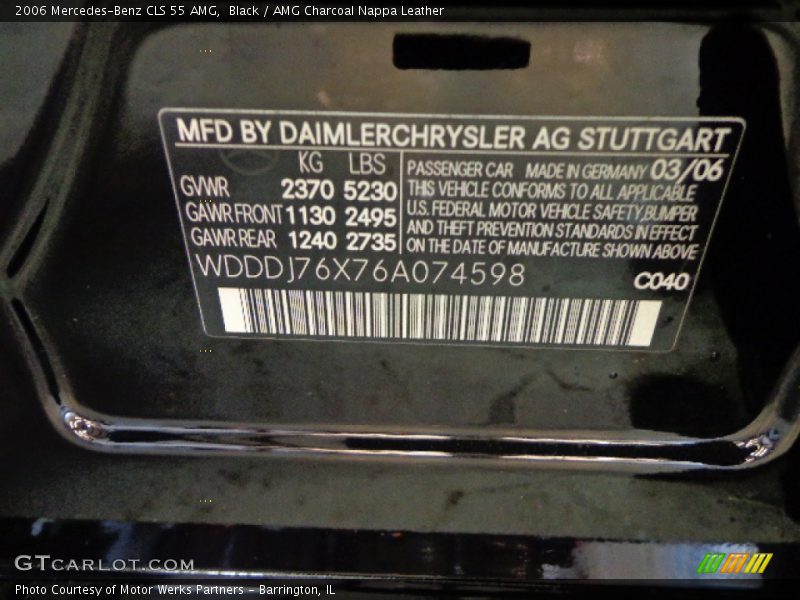 2006 Mercedes-Benz CLS 55 AMG,  Black / AMG Charcoal Nappa Leather
MFD BY DAIMLERCHRYSLER AG STUTTGART
KG LBS
GVWR 2370 5230
GAWR FRONT 1130 2495
GAWR REAR 1240 2735
PASSENGER CAR MADE IN GERMANY 03/06
THIS VEHICLE CONFORMS TO ALL APPLICABLE
U.S. FEDERAL MOTOR VEHICLE SAFETY, BUMPER
AND THEFT PREVENTION STANDARDS IN EFFECT
ON THE DATE OF MANUFACTURE SHOWN ABOVE
WDDDJ76X76A074598
C040
GTCARLOT.COM
Photo Courtesy of Motor Werks Partners - Barrington, IL